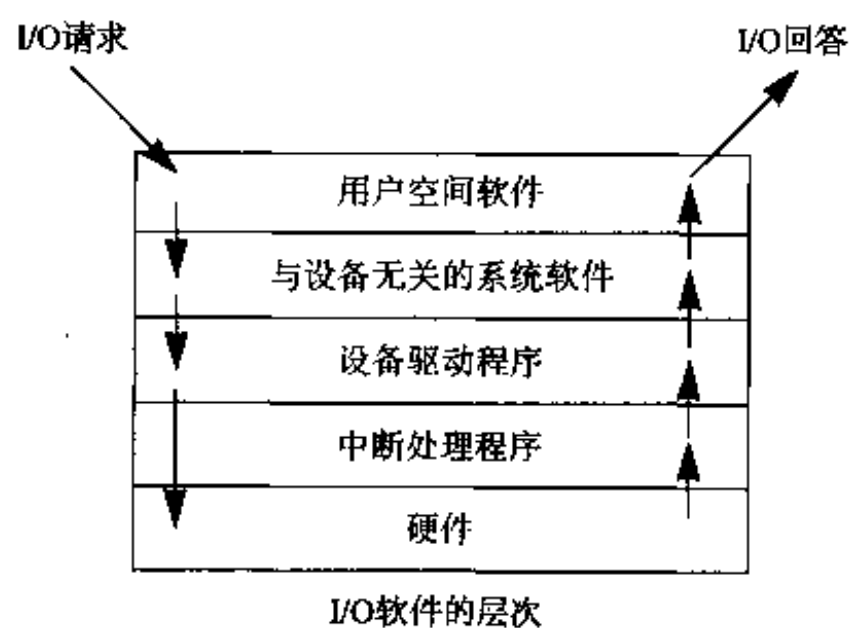 I/O请求
I/O回答
用户空间软件
与设备无关的系统软件
设备驱动程序
中断处理程序
硬件
I/O软件的层次